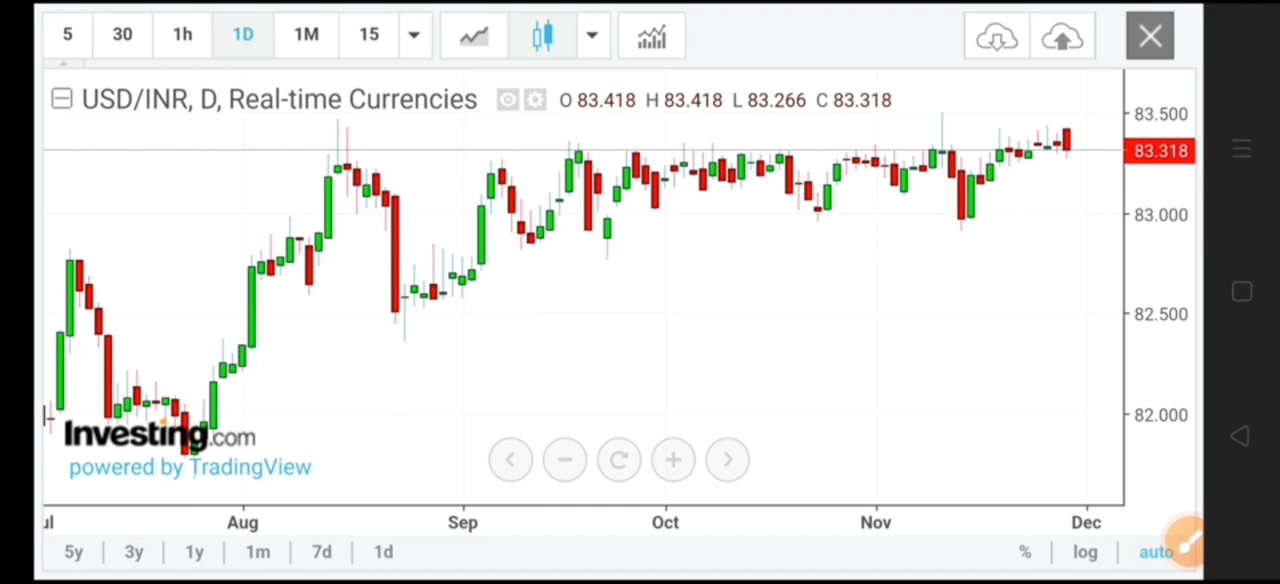 5 30 1h 1D 1M 15
USD/INR, D, Real-time Currencies O 83.418 H 83.418 L 83.266 C 83.318
83.500
83.318
83.000
82.500
82.000
Investing.com
powered by TradingView
ul Aug Sep Oct Nov Dec
5y 3y 1y 1m 7d 1d % log auto